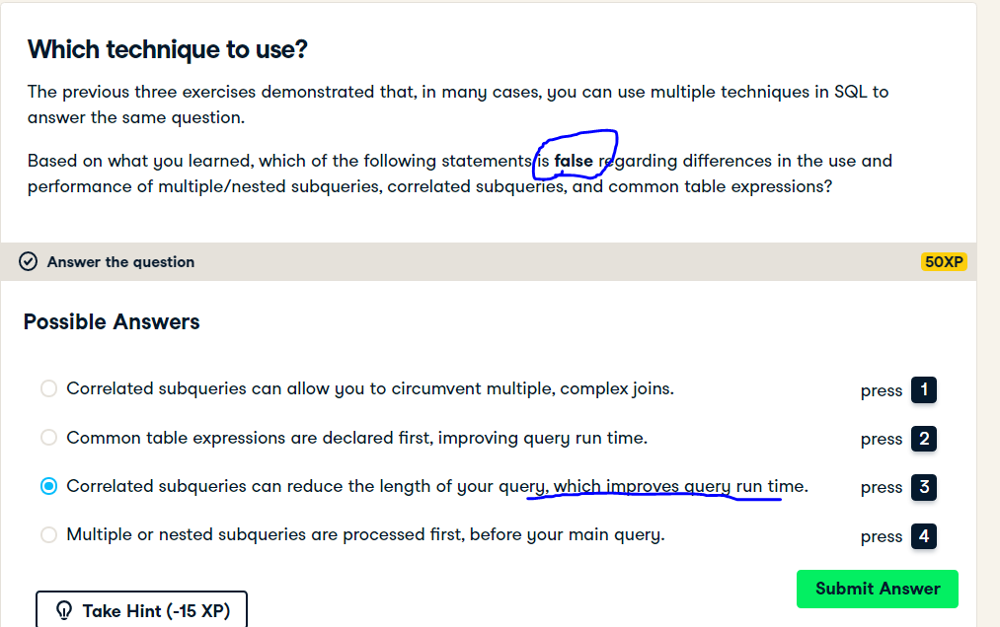 Which technique to use?
The previous three exercises demonstrated that, in many cases, you can use multiple techniques in SQL to
answer the same question.
Based on what you learned, which of the following statements is false regarding differences in the use and
performance of multiple/nested subqueries, correlated subqueries, and common table expressions?
Answer the question 50XP
Possible Answers
Correlated subqueries can allow you to circumvent multiple, complex joins. press 1
Common table expressions are declared first, improving query run time. press 2
Correlated subqueries can reduce the length of your query, which improves query run time. press 3
Multiple or nested subqueries are processed first, before your main query. press 4
Submit Answer
Take Hint (-15 XP)